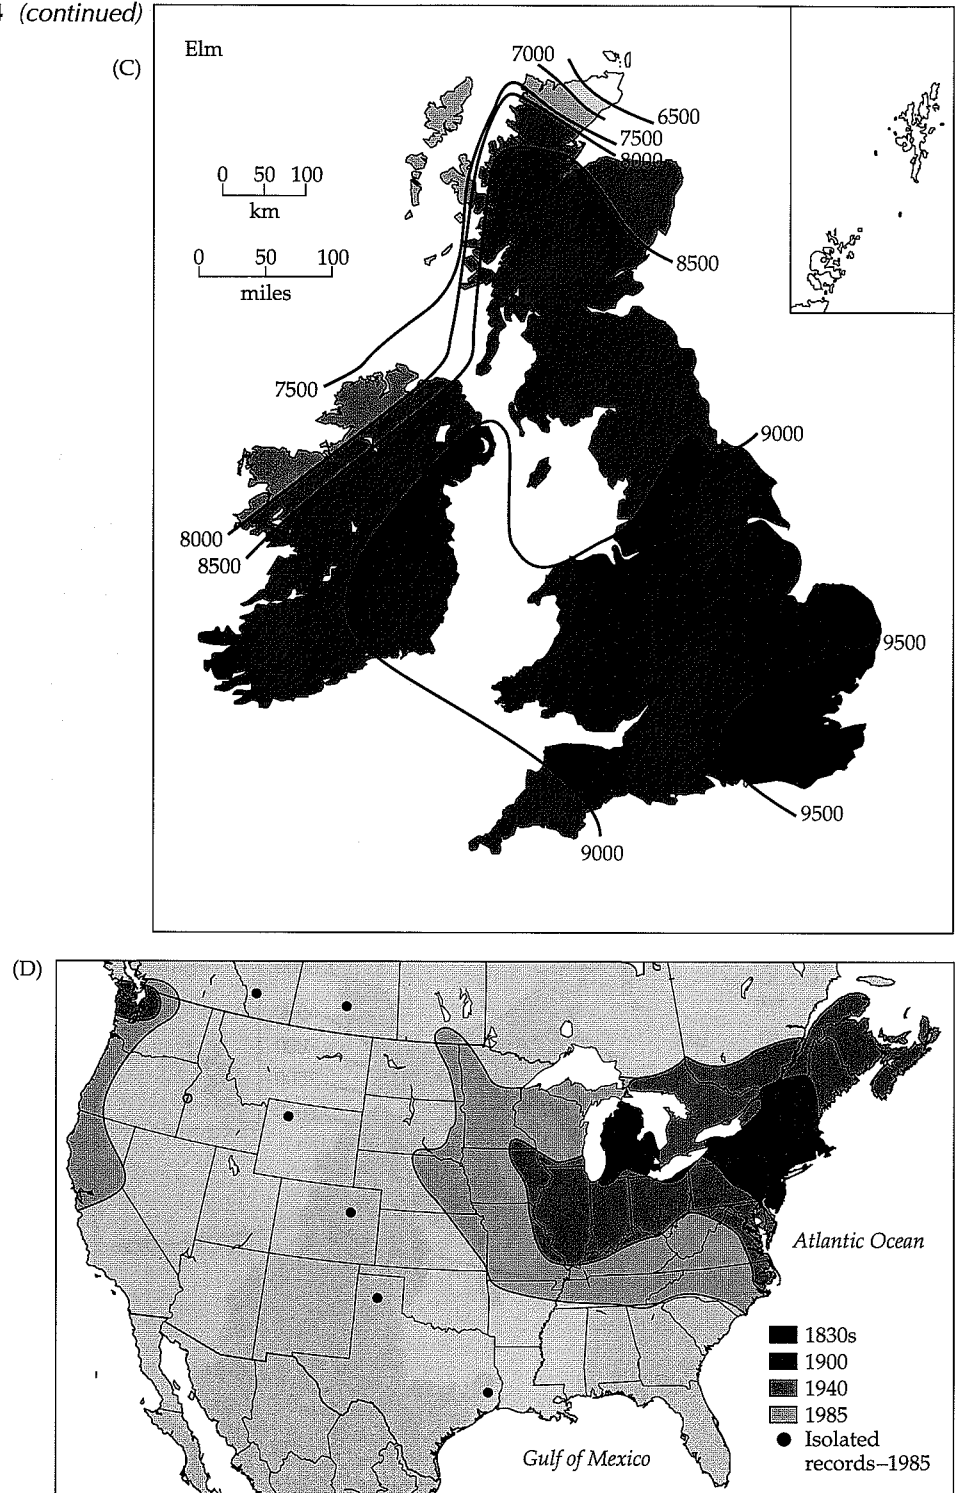 4 (continued)
(C)
Elm
7000
6500
7500
8000
0 50 100
km
0 50 100
miles
8500
7500
9000
8000
8500
9500
9500
9000
(D)
Atlantic Ocean
1830s
1900
1940
1985
Isolated
records–1985
Gulf of Mexico